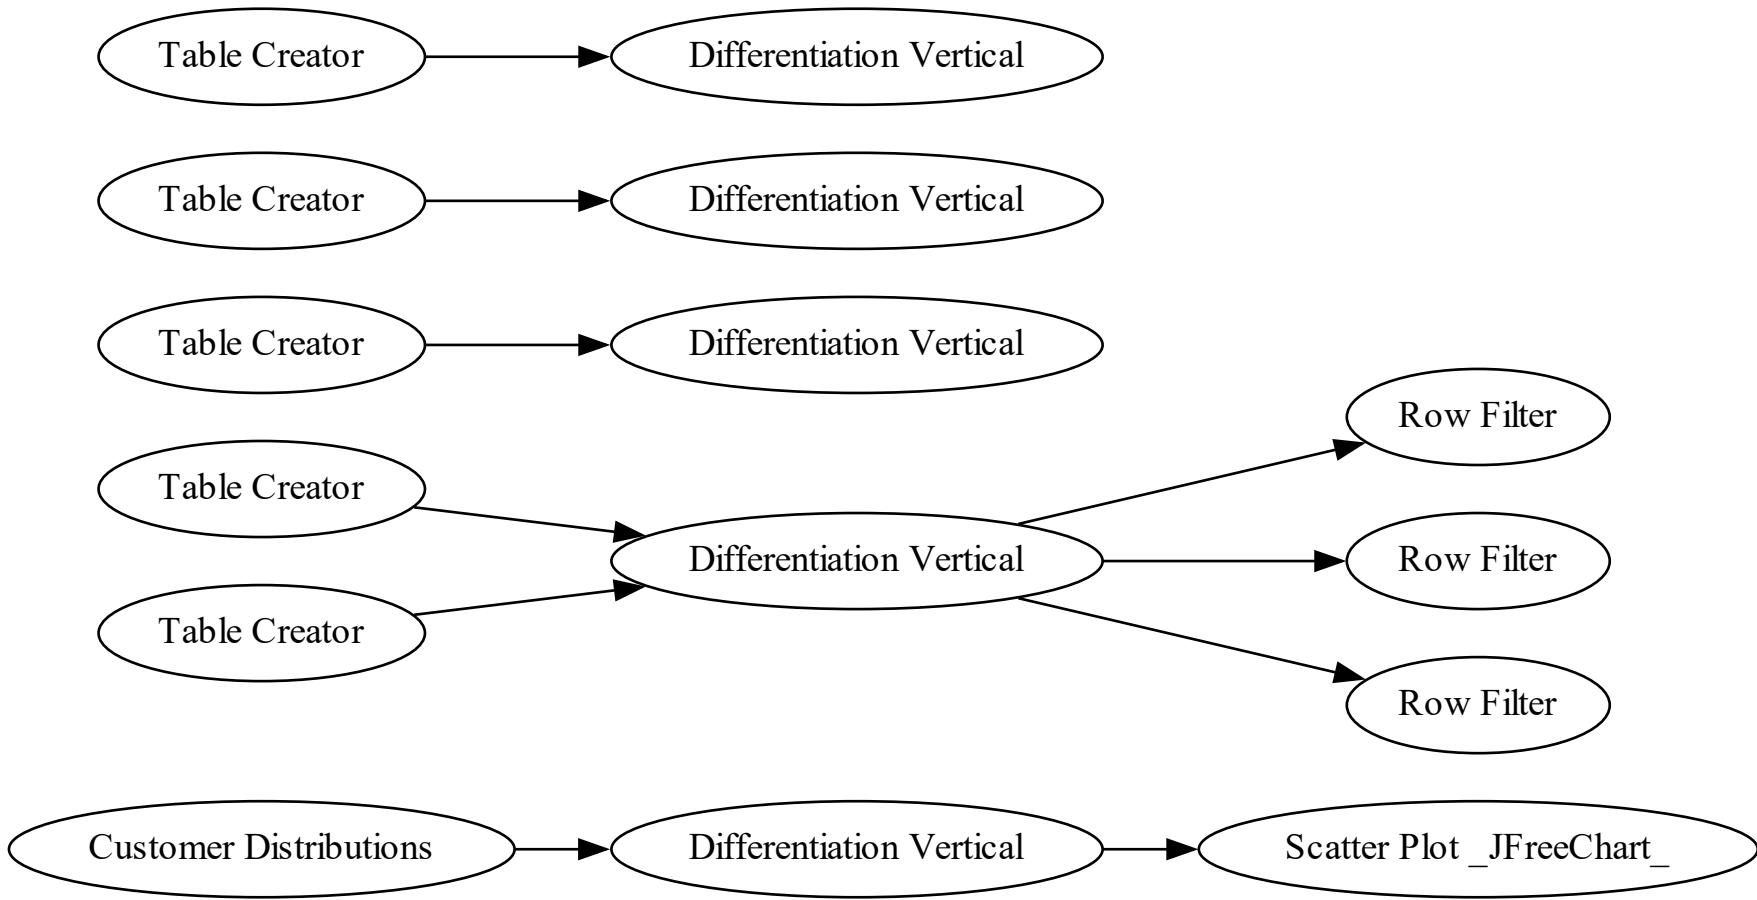 Table Creator
Differentiation Vertical
Table Creator
Differentiation Vertical
Table Creator
Differentiation Vertical
Row Filter
Table Creator
Differentiation Vertical
Row Filter
Table Creator
Row Filter
Customer Distributions
Differentiation Vertical
Scatter Plot _JFreeChart_